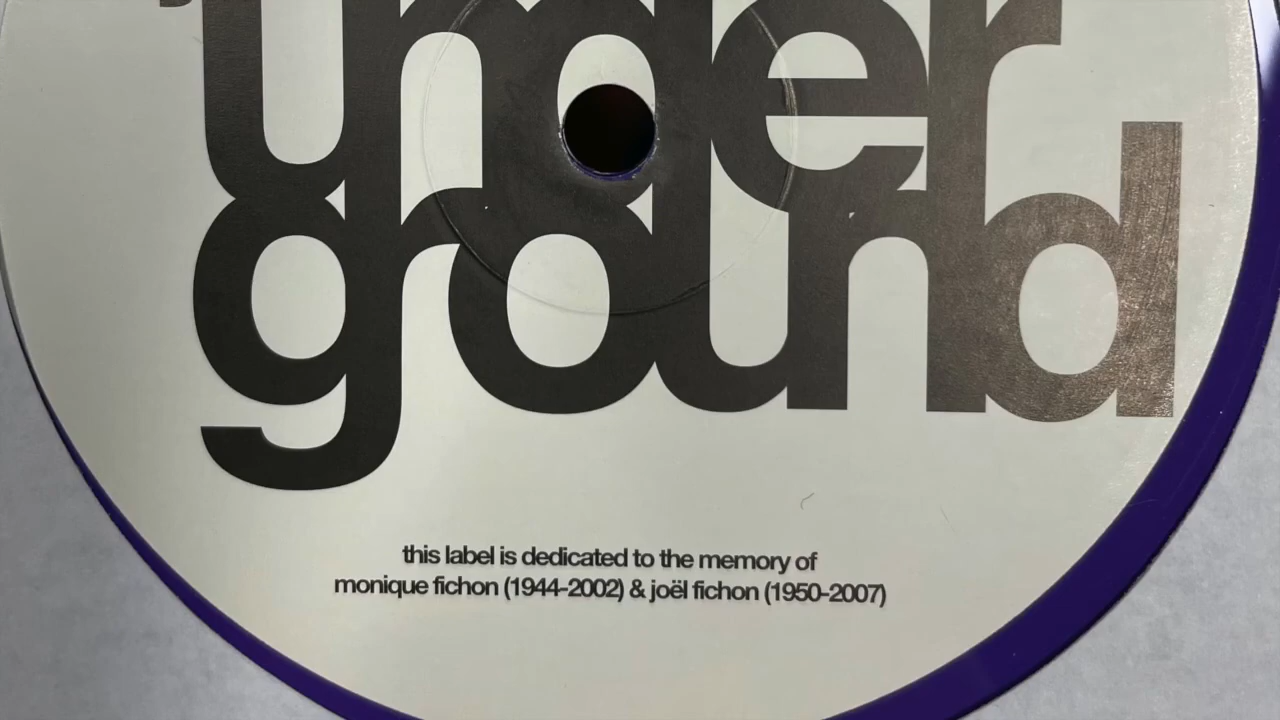 under
ground
this label is dedicated to the memory of
monique fichon (1944-2002) & joël fichon (1950-2007)